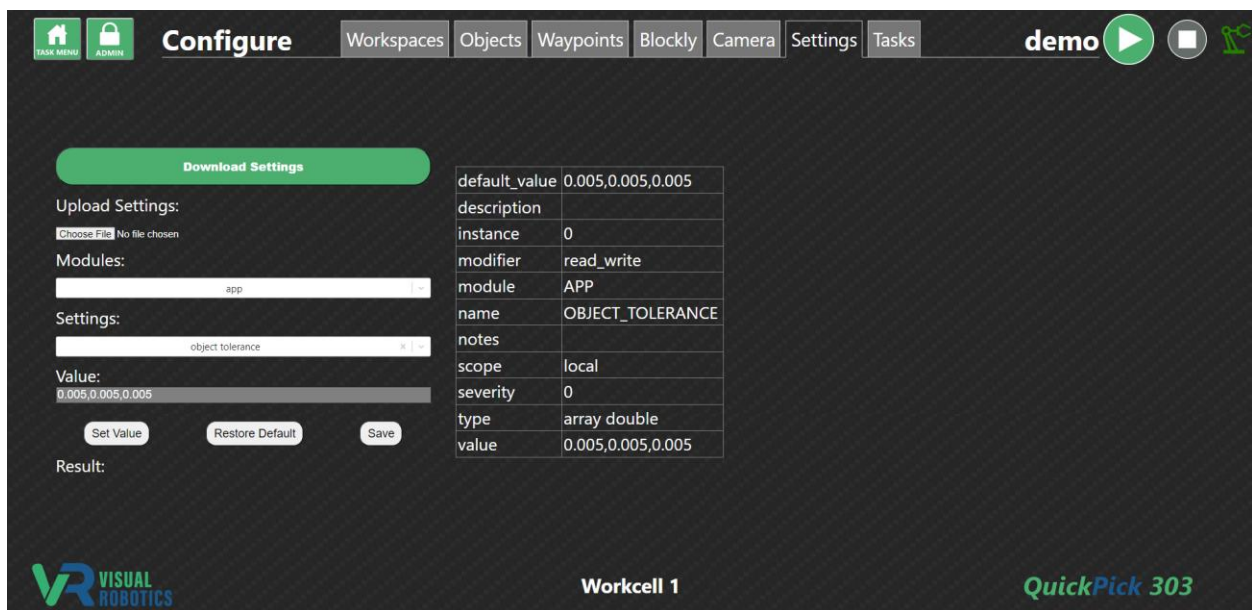 TASK MENU
ADMIN
Configure
Workspaces
Objects
Waypoints
Blockly
Camera
Settings
Tasks
demo
Download Settings
Upload Settings:
Choose File No file chosen
Modules:
app
Settings:
object tolerance
Value:
0.005,0.005,0.005
Set Value
Restore Default
Save
Result:
default_value 0.005,0.005,0.005
description
instance 0
modifier read_write
module APP
name OBJECT_TOLERANCE
notes
scope local
severity 0
type array double
value 0.005,0.005,0.005
VR VISUAL
ROBOTICS
Workcell 1
QuickPick 303